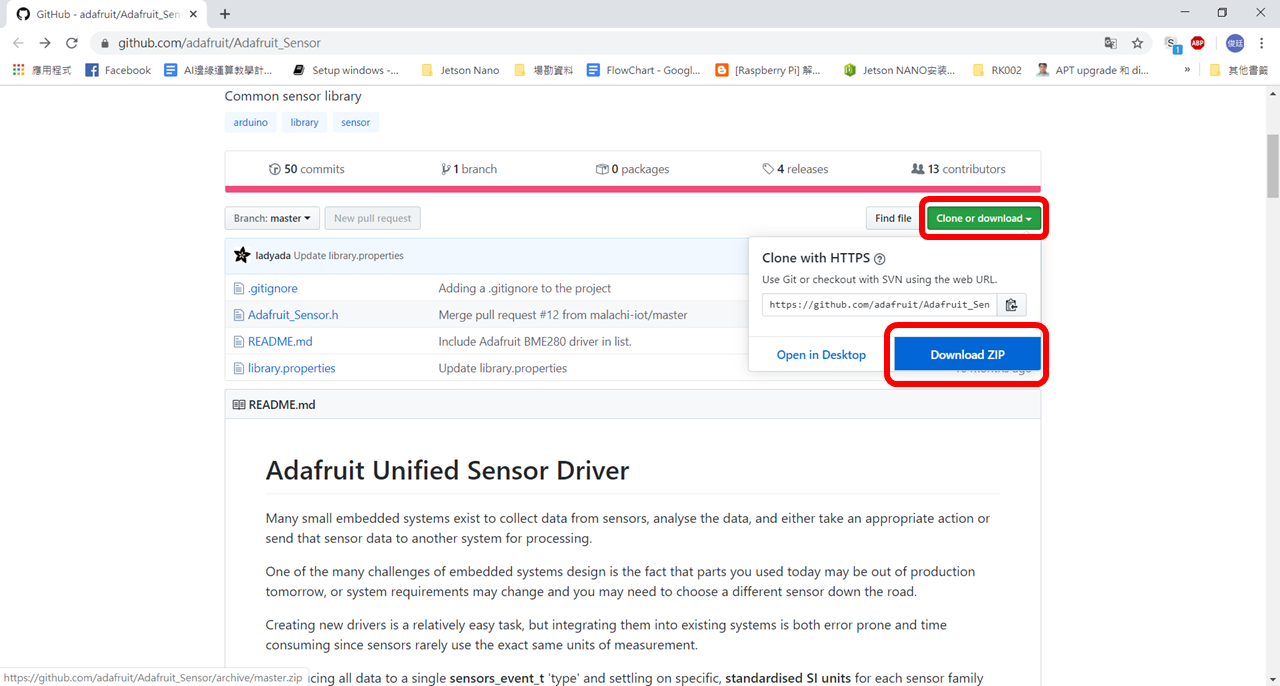 GitHub - adafruit/Adafruit_Sen
github.com/adafruit/Adafruit_Sensor
S 1 ABP 俊廷
應用程式 Facebook AI邊緣運算教學計... Setup windows -... Jetson Nano 場勘資料 FlowChart - Googl... [Raspberry Pi] 解... Jetson NANO安裝... RK002 APT upgrade 和 di... » 其他書籤
Common sensor library
arduino library sensor
50 commits 1 branch 0 packages 4 releases 13 contributors
Branch: master New pull request Find file Clone or download
ladyada Update library.properties
.gitignore Adding a .gitignore to the project
Adafruit_Sensor.h Merge pull request #12 from malachi-iot/master
README.md Include Adafruit BME280 driver in list.
library.properties Update library.properties months ago
Clone with HTTPS
Use Git or checkout with SVN using the web URL.
https://github.com/adafruit/Adafruit_Sen
Open in Desktop Download ZIP
README.md
Adafruit Unified Sensor Driver
Many small embedded systems exist to collect data from sensors, analyse the data, and either take an appropriate action or
send that sensor data to another system for processing.
One of the many challenges of embedded systems design is the fact that parts you used today may be out of production
tomorrow, or system requirements may change and you may need to choose a different sensor down the road.
Creating new drivers is a relatively easy task, but integrating them into existing systems is both error prone and time
consuming since sensors rarely use the exact same units of measurement.
cing all data to a single sensors_event_t 'type' and settling on specific, standardised SI units for each sensor family
https://github.com/adafruit/Adafruit_Sensor/archive/master.zip